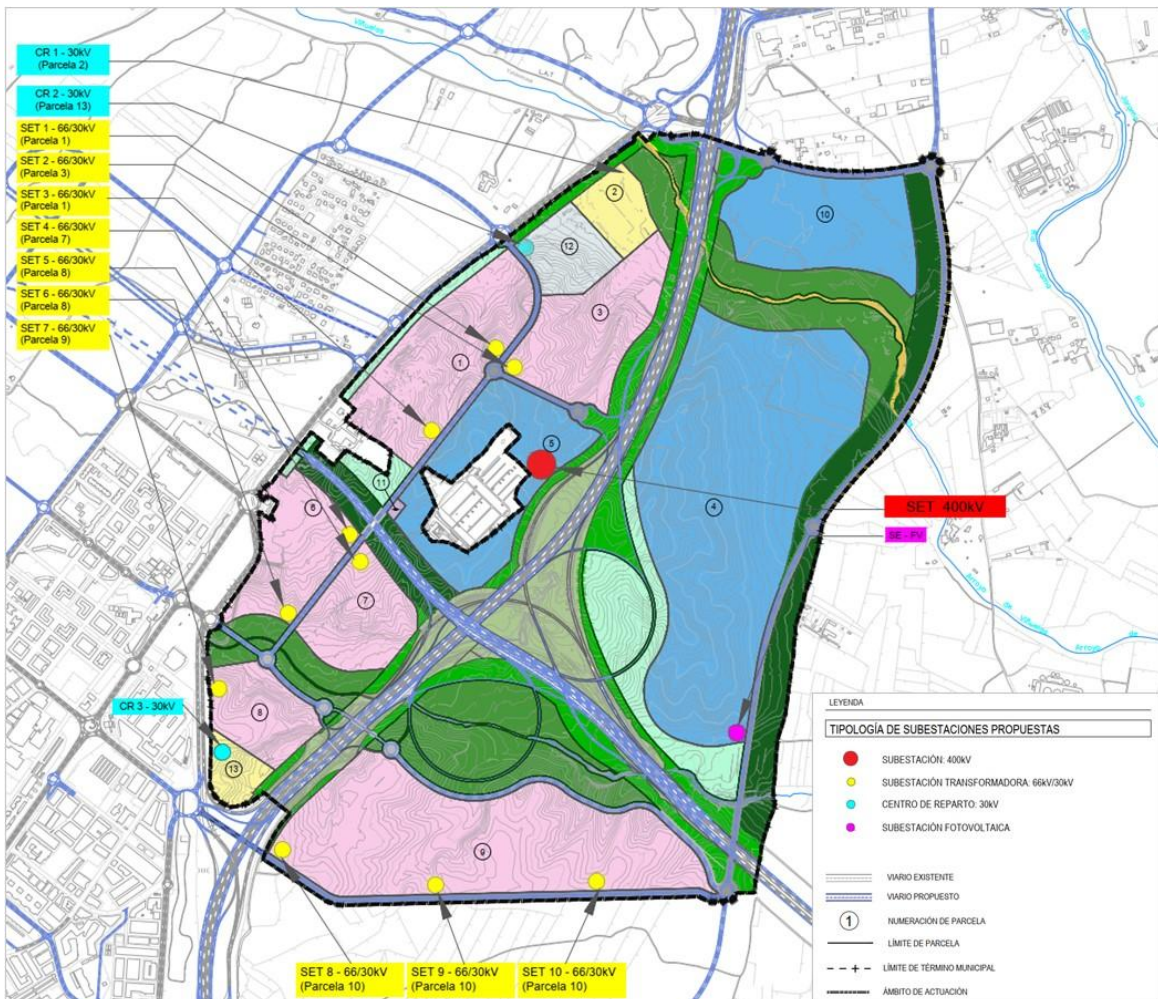 CR 1 - 30kV
(Parcela 2)
CR 2 - 30kV
(Parcela 13)
SET 1 - 66/30kV
(Parcela 1)
SET 2 - 66/30kV
(Parcela 3)
SET 3 - 66/30kV
(Parcela 1)
SET 4 - 66/30kV
(Parcela 7)
SET 5 - 66/30kV
(Parcela 8)
SET 6 - 66/30kV
(Parcela 8)
SET 7 - 66/30kV
(Parcela 9)
Viñuelas
L.A.T
2
10
12
3
1
5
4
11
6
7
8
13
9
SET 400kV
SE - FV
CR 3 - 30kV
Arroyo de Viñuelas
Arroyo de
SET 8 - 66/30kV
(Parcela 10)
SET 9 - 66/30kV
(Parcela 10)
SET 10 - 66/30kV
(Parcela 10)
LEYENDA
TIPOLOGÍA DE SUBESTACIONES PROPUESTAS
SUBESTACIÓN: 400kV
SUBESTACIÓN TRANSFORMADORA: 66kV/30kV
CENTRO DE REPARTO: 30kV
SUBESTACIÓN FOTOVOLTAICA
VIARIO EXISTENTE
VIARIO PROPUESTO
1 NUMERACIÓN DE PARCELA
LÍMITE DE PARCELA
LÍMITE DE TÉRMINO MUNICIPAL
ÁMBITO DE ACTUACIÓN